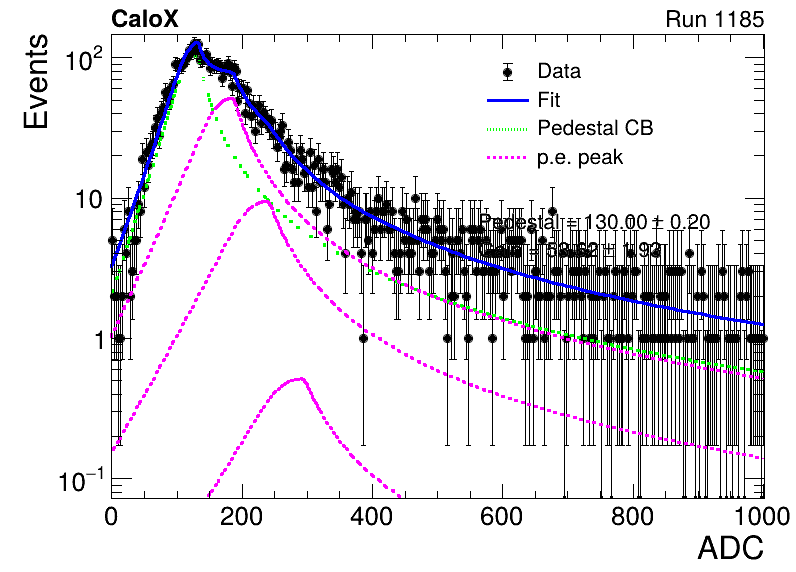 CaloX Run 1185
Events
Data
Fit
Pedestal CB
p.e. peak
Pedestal = 130.00 ± 0.20
10²
10
1
10⁻¹
0 200 400 600 800 1000
ADC